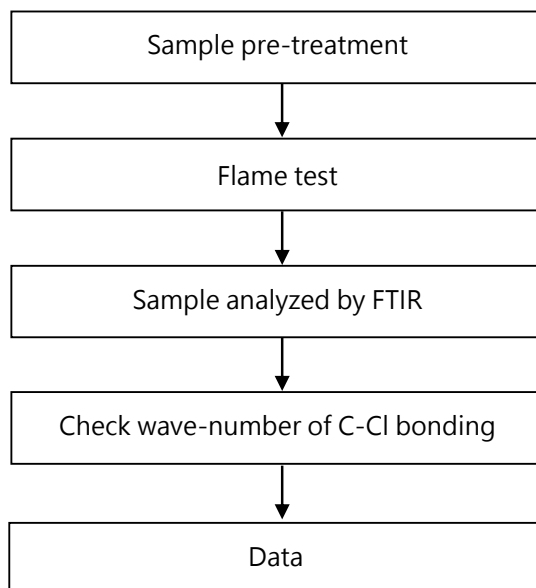 Sample pre-treatment
Flame test
Sample analyzed by FTIR
Check wave-number of C-Cl bonding
Data